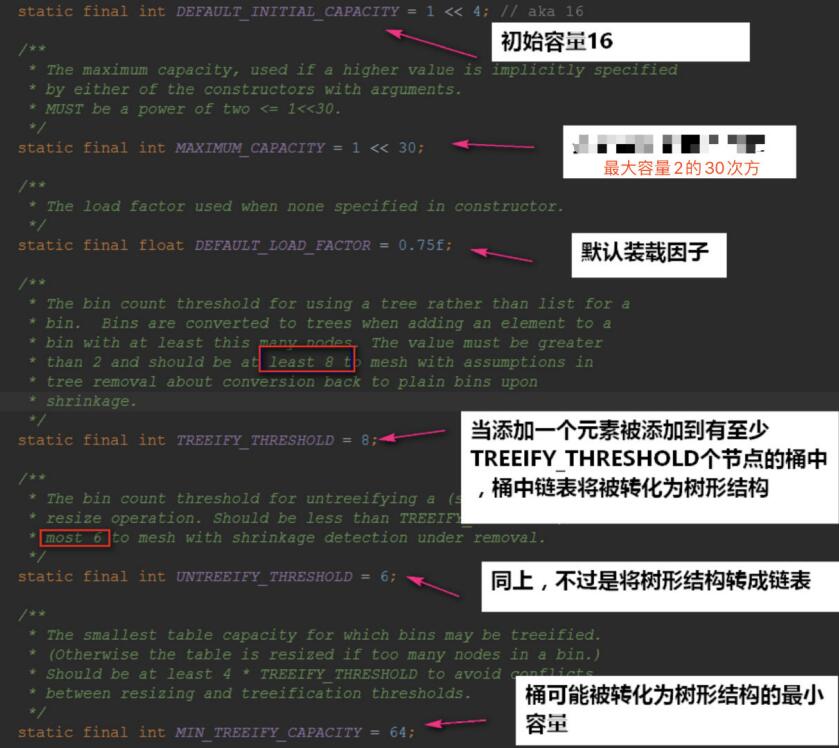 static final int DEFAULT_INITIAL_CAPACITY = 1 << 4; // aka 16
初始容量16
/**
* The maximum capacity, used if a higher value is implicitly specified
* by either of the constructors with arguments.
* MUST be a power of two <= 1<<30.
*/
static final int MAXIMUM_CAPACITY = 1 << 30;
最大容量2的30次方
/**
* The load factor used when none specified in constructor.
*/
static final float DEFAULT_LOAD_FACTOR = 0.75f;
默认装载因子
/**
* The bin count threshold for using a tree rather than list for a
* bin.  Bins are converted to trees when adding an element to a
* bin with at least this many nodes. The value must be greater
* than 2 and should be at least 8 to mesh with assumptions in
* tree removal about conversion back to plain bins upon
* shrinkage.
*/
static final int TREEIFY_THRESHOLD = 8;
当添加一个元素被添加到有至少
TREEIFY_THRESHOLD个节点的桶中
，桶中链表将被转化为树形结构
/**
* The bin count threshold for untreeifying a (s
* resize operation. Should be less than TREEIFY_
* most 6 to mesh with shrinkage detection under removal.
*/
static final int UNTREEIFY_THRESHOLD = 6;
同上，不过是将树形结构转成链表
/**
* The smallest table capacity for which bins may be treeified.
* (Otherwise the table is resized if too many nodes in a bin.)
* Should be at least 4 * TREEIFY_THRESHOLD to avoid conflicts
* between resizing and treeification thresholds.
*/
static final int MIN_TREEIFY_CAPACITY = 64;
桶可能被转化为树形结构的最小
容量